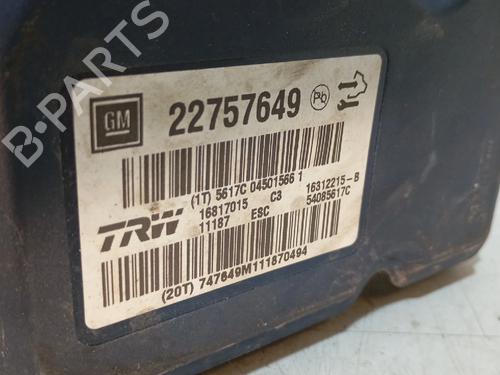 B-PARTS
GM 22757649 Pb
(1T) 5617C 04501566 1
16817015 C3 16312215-B
TRW 11187 ESC 54085617C
(20T) 747649M111870494